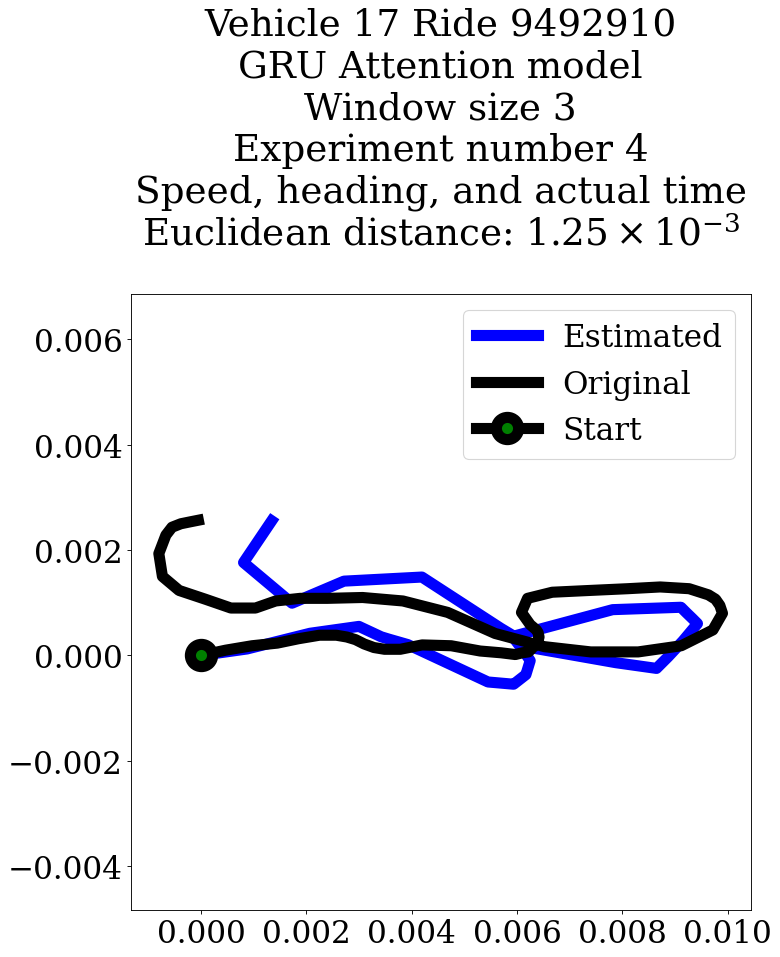 Vehicle 17 Ride 9492910
GRU Attention model
Window size 3
Experiment number 4
Speed, heading, and actual time
Euclidean distance: 1.25 × 10⁻³
Estimated
Original
Start
0.006
0.004
0.002
0.000
−0.002
−0.004
0.000 0.002 0.004 0.006 0.008 0.010